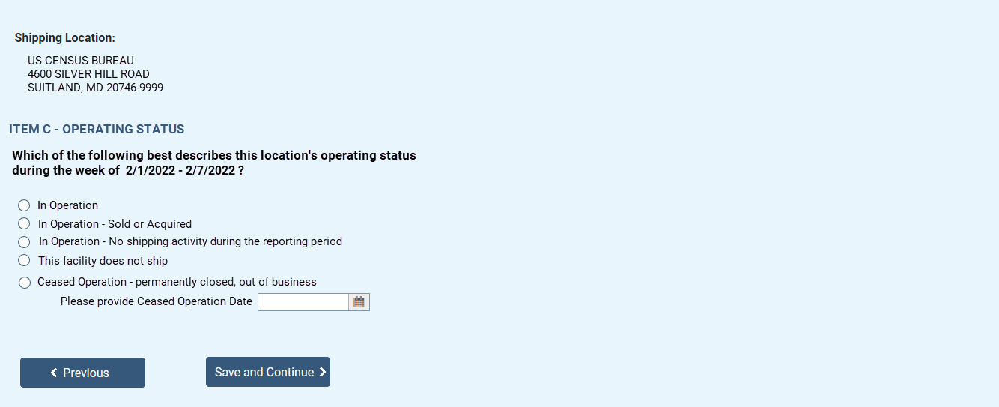 Shipping Location:
US CENSUS BUREAU
4600 SILVER HILL ROAD
SUITLAND, MD 20746-9999
ITEM C - OPERATING STATUS
Which of the following best describes this location's operating status
during the week of 2/1/2022 - 2/7/2022 ?
In Operation
In Operation - Sold or Acquired
In Operation - No shipping activity during the reporting period
This facility does not ship
Ceased Operation - permanently closed, out of business
Please provide Ceased Operation Date
Previous
Save and Continue